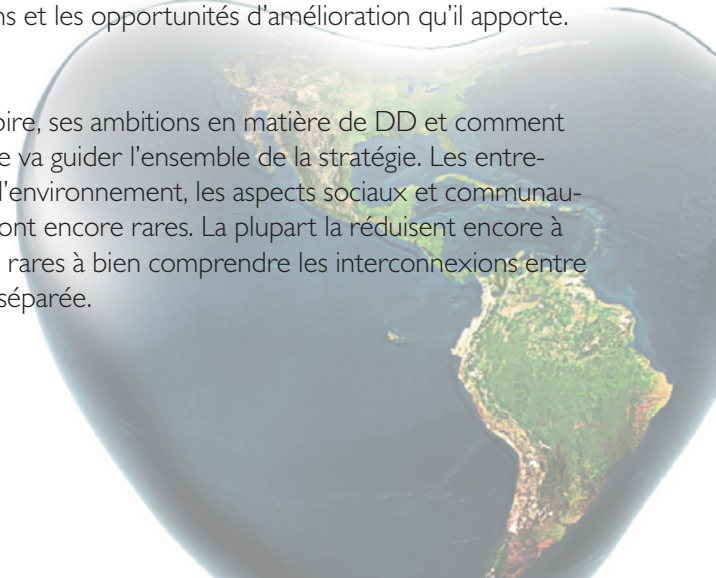 ns et les opportunités d’amélioration qu’il apporte.
oire, ses ambitions en matière de DD et comment
e va guider l’ensemble de la stratégie. Les entre-
l’environnement, les aspects sociaux et communau-
ont encore rares. La plupart la réduisent encore à
rares à bien comprendre les interconnexions entre
séparée.